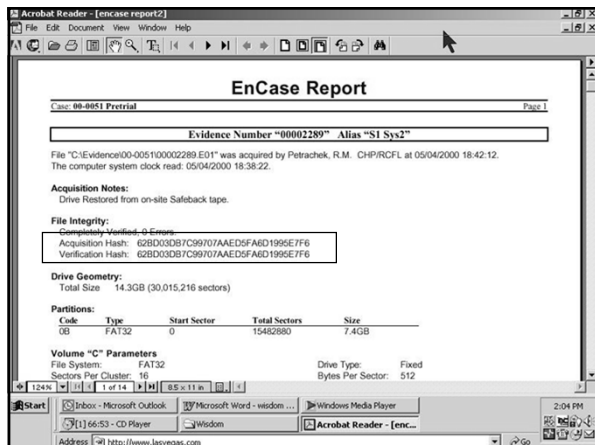 Acrobat Reader - [encase report2]
File Edit Document View Window Help
EnCase Report
Case: 00-0051 Pretrial Page 1
Evidence Number "00002289" Alias "S1 Sys2"
File "C:\Evidence\00-0051\00002289.E01" was acquired by Petrachek, R.M. CHP/RCFL at 05/04/2000 18:42:12.
The computer system clock read: 05/04/2000 18:38:22.
Acquisition Notes:
Drive Restored from on-site Safeback tape.
File Integrity:
Completely Verified, 0 Errors.
Acquisition Hash: 62BD03DB7C99707AAED5FA6D1995E7F6
Verification Hash: 62BD03DB7C99707AAED5FA6D1995E7F6
Drive Geometry:
Total Size 14.3GB (30,015,216 sectors)
Partitions:
Code Type Start Sector Total Sectors Size
0B FAT32 0 15482880 7.4GB
Volume "C" Parameters
File System: FAT32 Drive Type: Fixed
Sectors Per Cluster: 16 Bytes Per Sector: 512
124% 1 of 14 8.5 x 11 in
Start Inbox - Microsoft Outlook Microsoft Word - wisdom ... Windows Media Player 2:04 PM
[1] 66:53 - CD Player Wisdom Acrobat Reader - [enc...
Address http://www.lasvegas.com Go